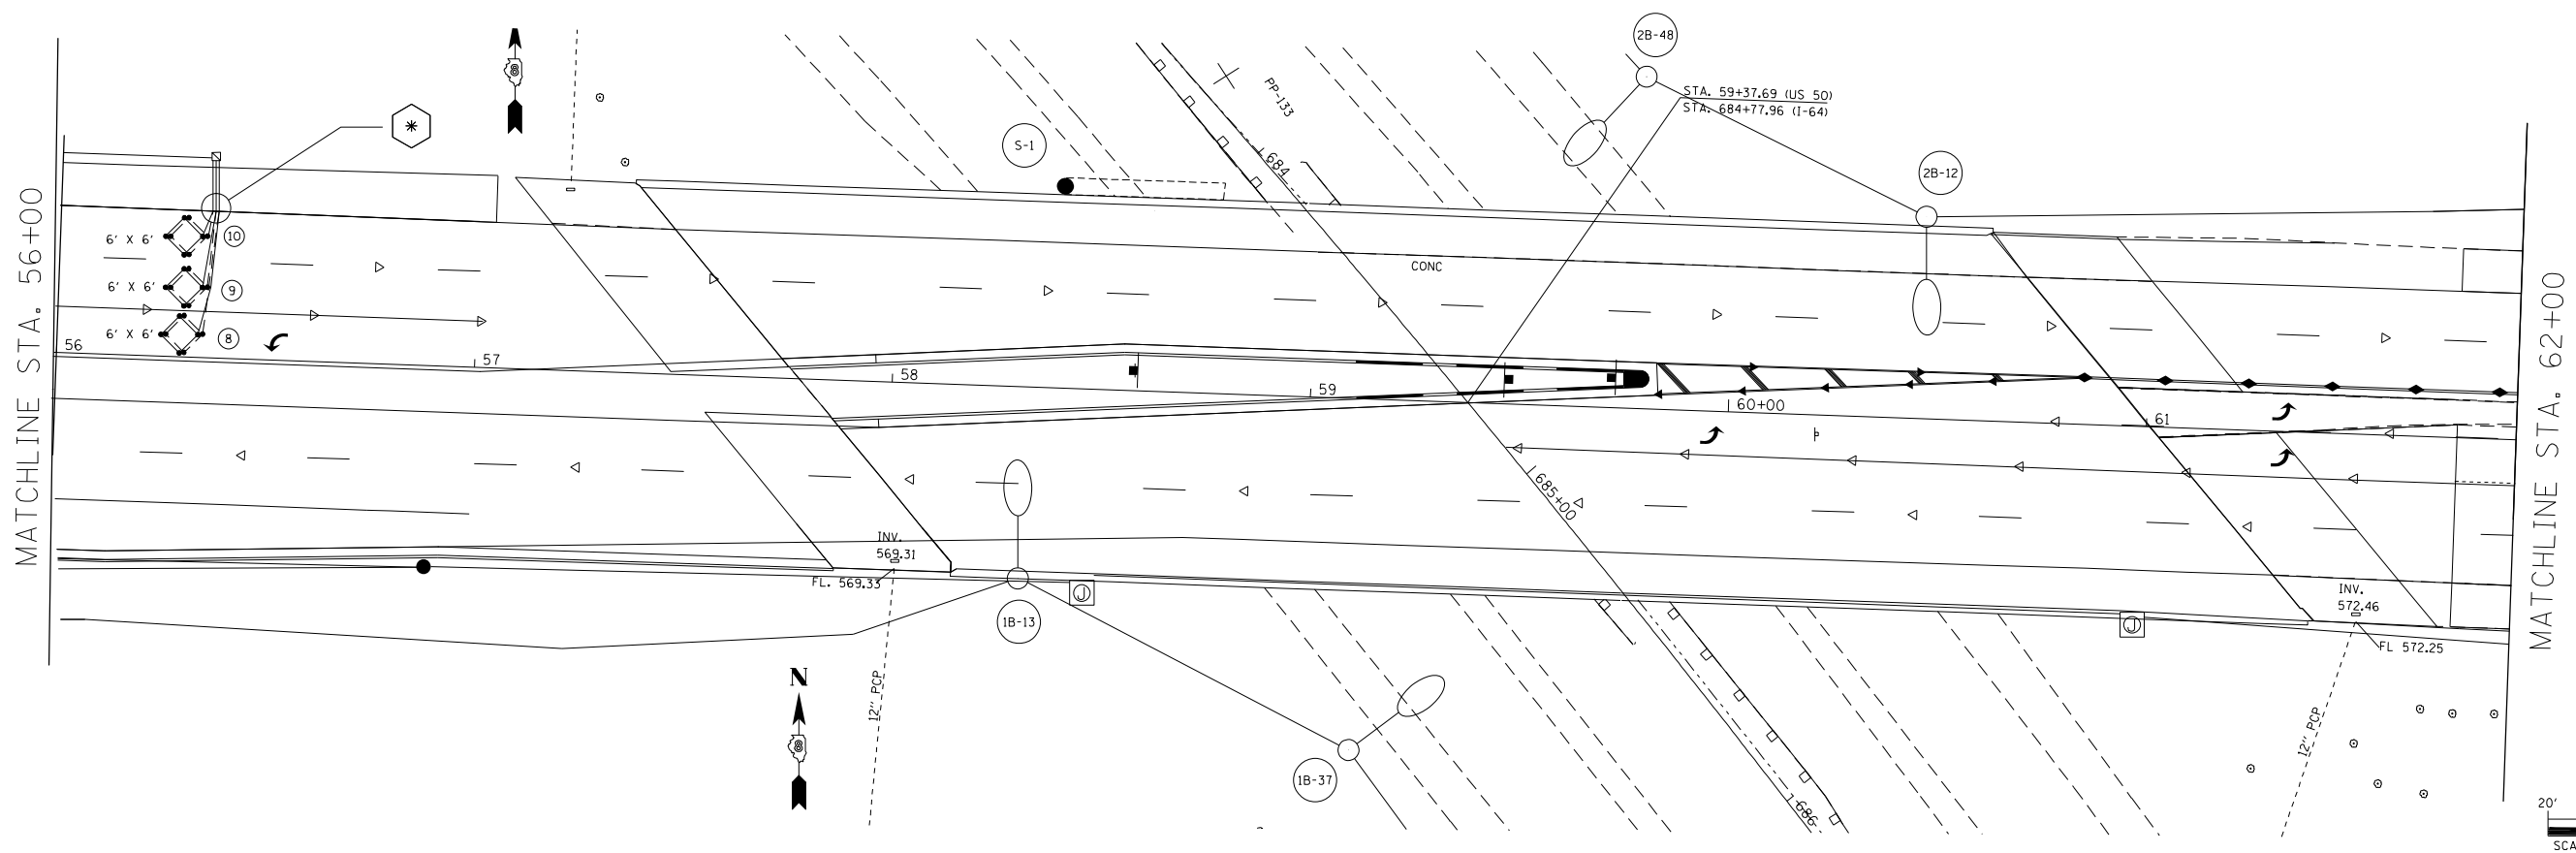 MATCHLINE STA. 56+00
8
2B-48
STA. 59+37.69 (US 50)
STA. 684+77.96 (I-64)
PP-133
S-1
684
2B-12
6' X 6'
10
6' X 6'
9
6' X 6'
8
CONC
56
57
58
59
60+00
61
685+00
INV.
569.31
FL. 569.33
J
1B-13
INV.
572.46
J
FL 572.25
N
8
12" PCP
1B-37
686
12" PCP
MATCHLINE STA. 62+00
20'
SCA